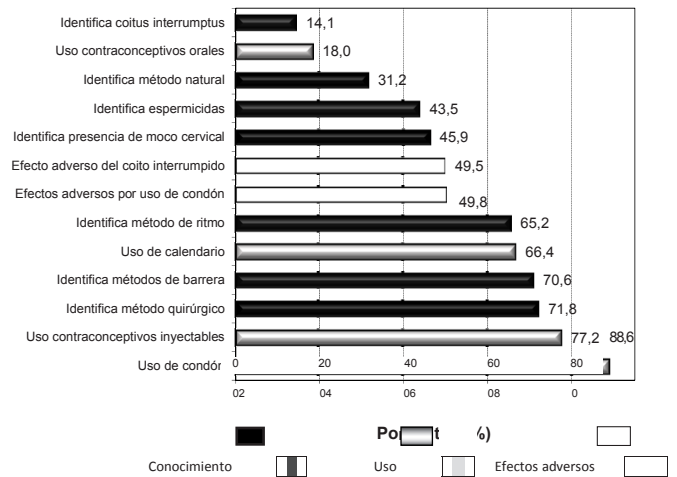 Identifica coitus interrumptus 14,1
Uso contraconceptivos orales 18,0
Identifica método natural 31,2
Identifica espermicidas 43,5
Identifica presencia de moco cervical 45,9
Efecto adverso del coito interrumpido 49,5
Efectos adversos por uso de condón 49,8
Identifica método de ritmo 65,2
Uso de calendario 66,4
Identifica métodos de barrera 70,6
Identifica método quirúrgico 71,8
Uso contraconceptivos inyectables 77,2 88,6
0 20 40 60 80
Uso de
02 04 06 08 0
%)
Conocimiento Uso Efectos adversos